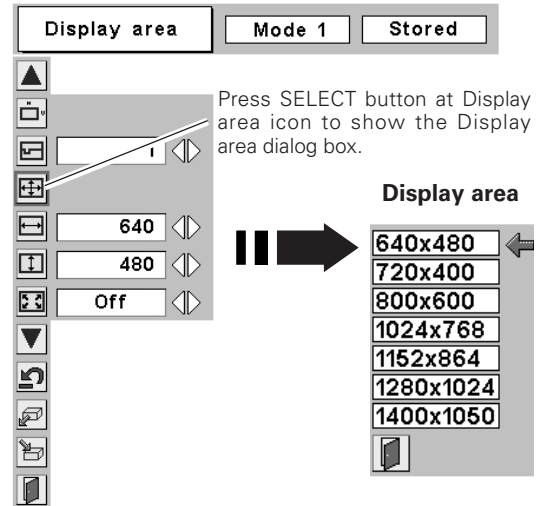 Display area
Mode 1
Stored
Press SELECT button at Display
area icon to show the Display
area dialog box.
640
480
Off
Display area
640x480
720x400
800x600
1024x768
1152x864
1280x1024
1400x1050